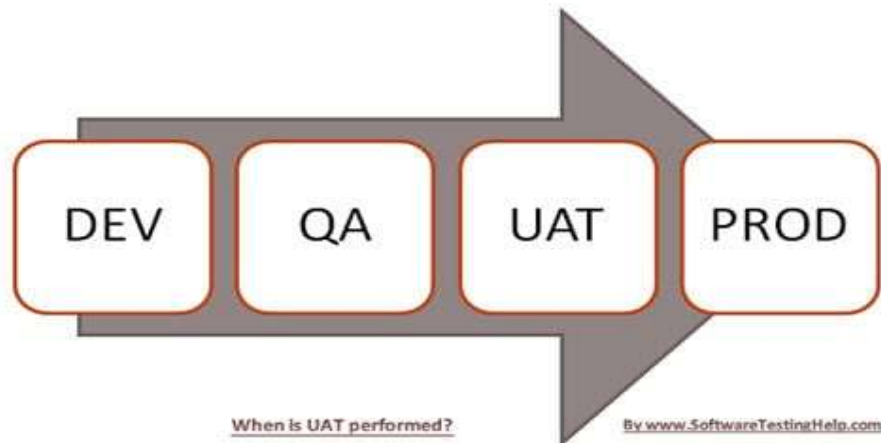 DEV
QA
UAT
PROD
When is UAT performed?
By www.SoftwareTestingHelp.com